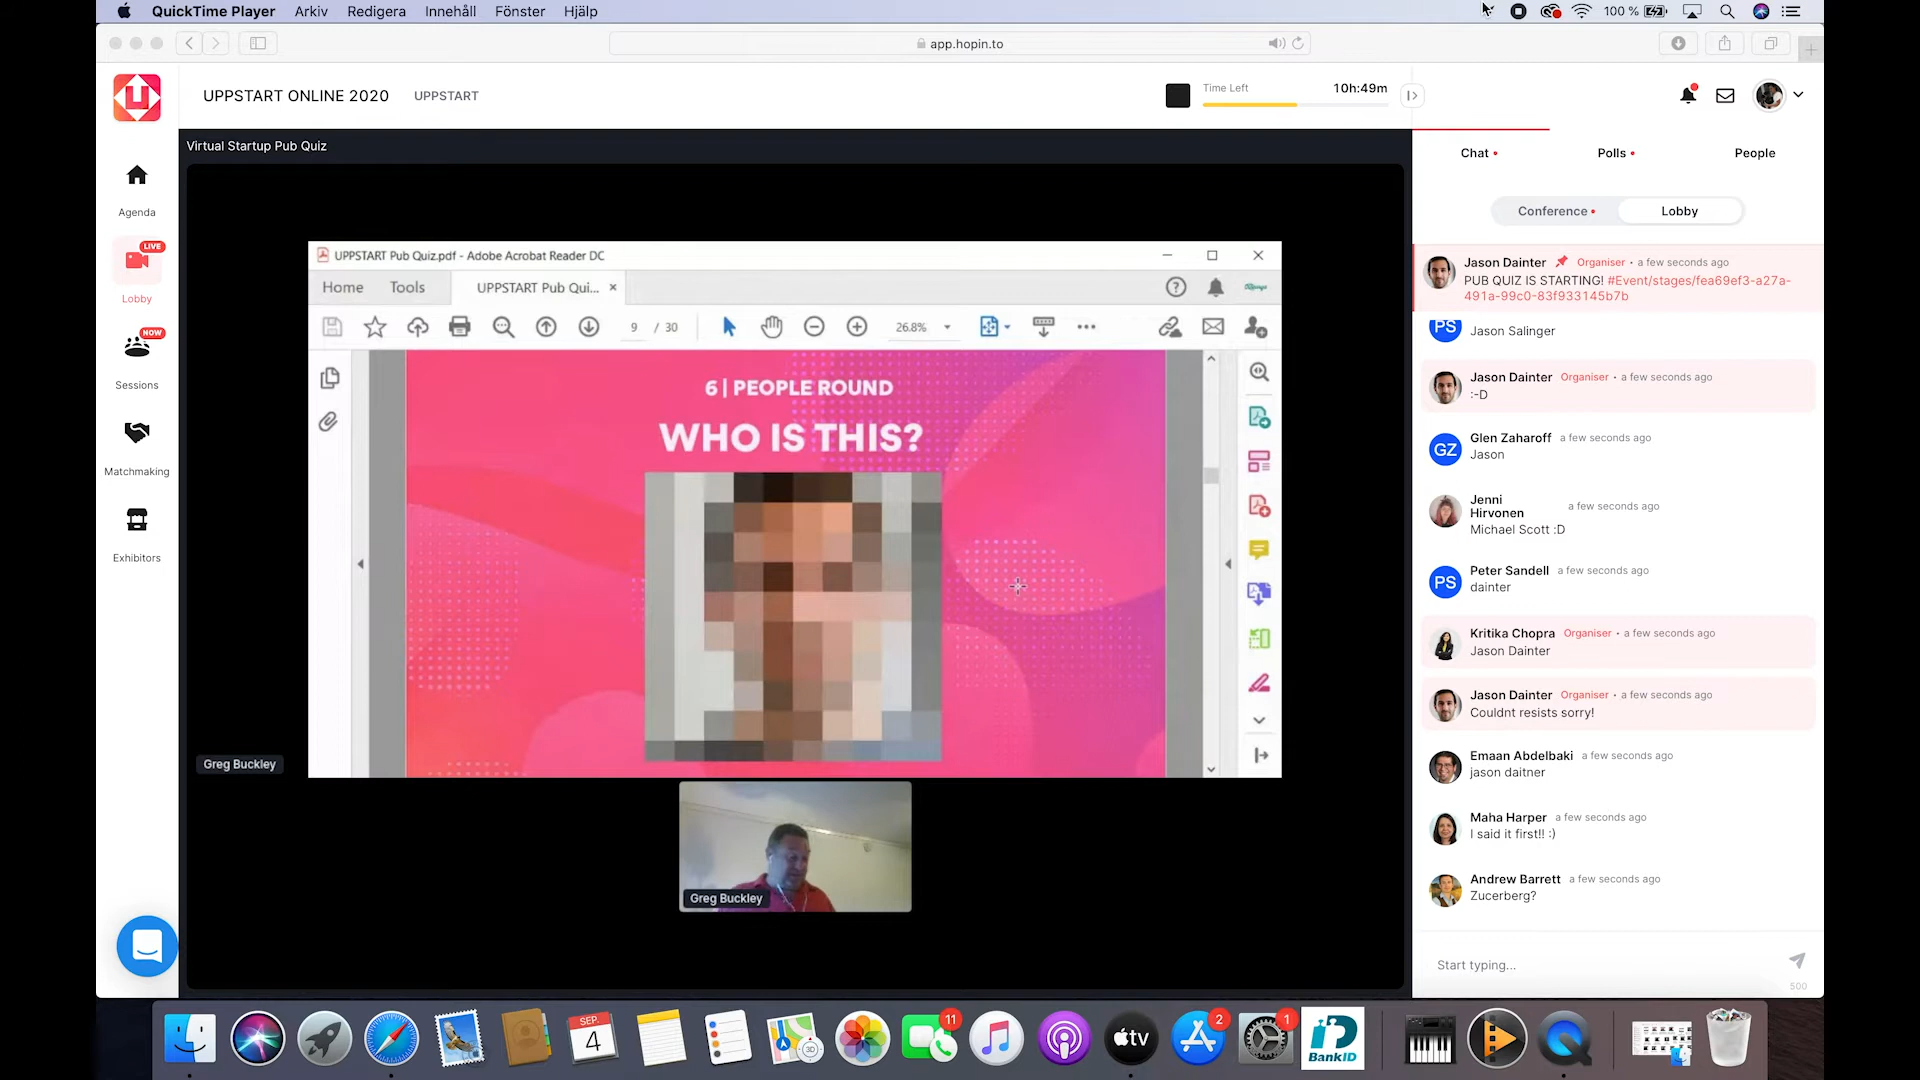 QuickTime Player Arkiv Redigera Innehåll Fönster Hjälp 100 %
app.hopin.to
UPPSTART ONLINE 2020 UPPSTART
Time Left 10h:49m
Virtual Startup Pub Quiz
Agenda
LIVE
Lobby
NOW
Sessions
Matchmaking
Exhibitors
UPPSTART Pub Quiz.pdf - Adobe Acrobat Reader DC
Home Tools UPPSTART Pub Qui...
9 / 30 26.8%
6 | PEOPLE ROUND
WHO IS THIS?
Greg Buckley
Greg Buckley
Chat Polls People
Conference Lobby
Jason Dainter Organiser • a few seconds ago
PUB QUIZ IS STARTING! #Event/stages/fea69ef3-a27a-
491a-99c0-83f933145b7b
PS Jason Salinger
Jason Dainter Organiser • a few seconds ago
:-D
GZ
Glen Zaharoff a few seconds ago
Jason
Jenni
Hirvonen a few seconds ago
Michael Scott :D
PS
Peter Sandell a few seconds ago
dainter
Kritika Chopra Organiser • a few seconds ago
Jason Dainter
Jason Dainter Organiser • a few seconds ago
Couldnt resists sorry!
Emaan Abdelbaki a few seconds ago
jason daitner
Maha Harper a few seconds ago
I said it first!! :)
Andrew Barrett a few seconds ago
Zucerberg?
Start typing...
500
SEP.
4
3D
11
tv
2
1
BankID